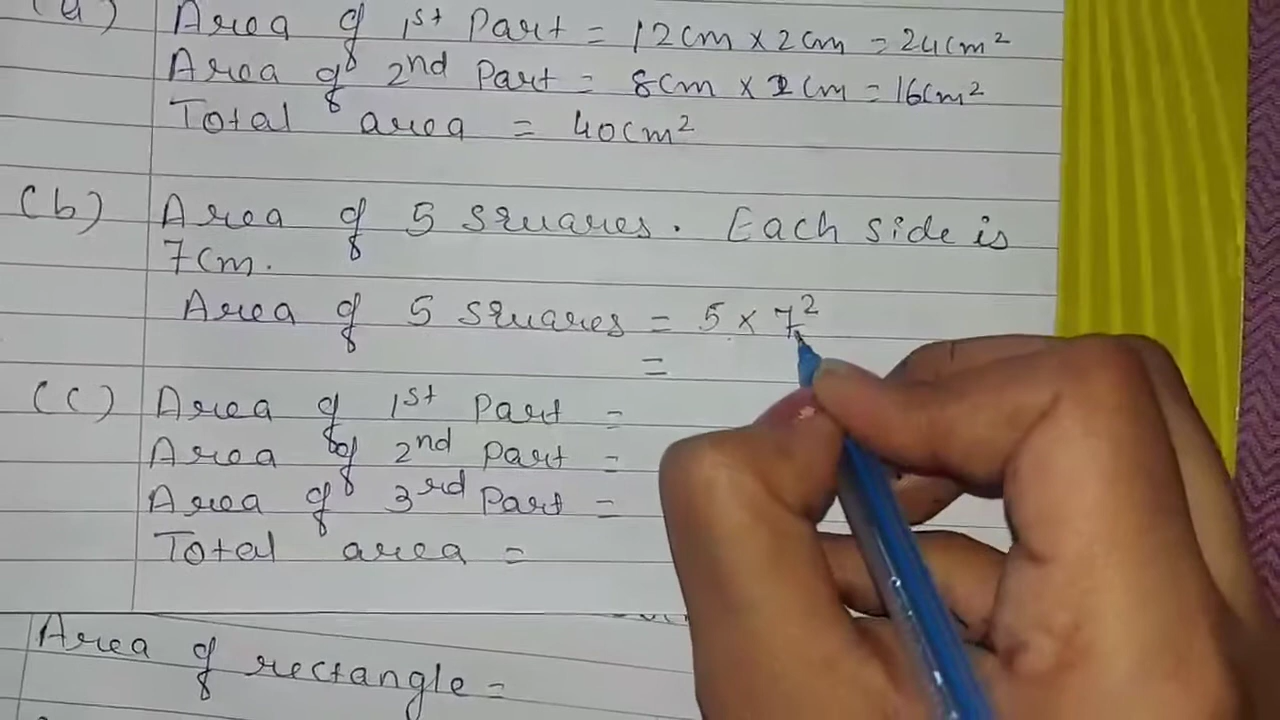 (a) Area of 1st Part = 12cm x 2cm = 24cm²
Area of 2nd Part = 8cm x 2cm = 16cm²
Total area = 40cm²
(b) Area of 5 squares. Each side is
7cm.
Area of 5 squares = 5 x 7²
=
(c) Area of 1st Part =
Area of 2nd Part =
Area of 3rd Part =
Total area =
Area of rectangle =